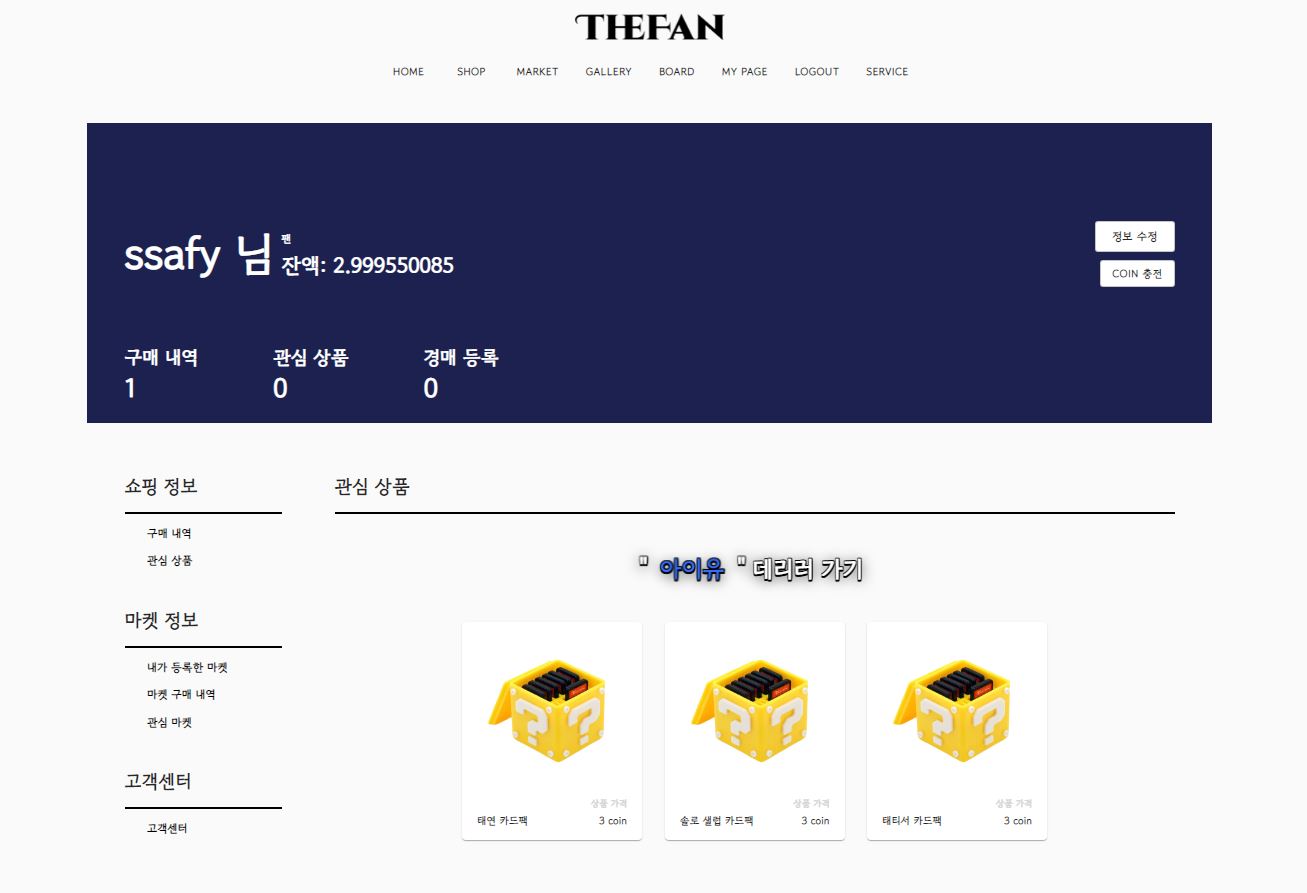 THEFAN
HOME SHOP MARKET GALLERY BOARD MY PAGE LOGOUT SERVICE
ssafy 님 팬
잔액: 2.999550085
정보 수정
COIN 충전
구매 내역 관심 상품 경매 등록
1 0 0
쇼핑 정보
구매 내역
관심 상품
마켓 정보
내가 등록한 마켓
마켓 구매 내역
관심 마켓
고객센터
고객센터
관심 상품
" 아이유 " 데리러 가기
상품 가격
태연 카드팩 3 coin
상품 가격
솔로 셀럽 카드팩 3 coin
상품 가격
태티서 카드팩 3 coin